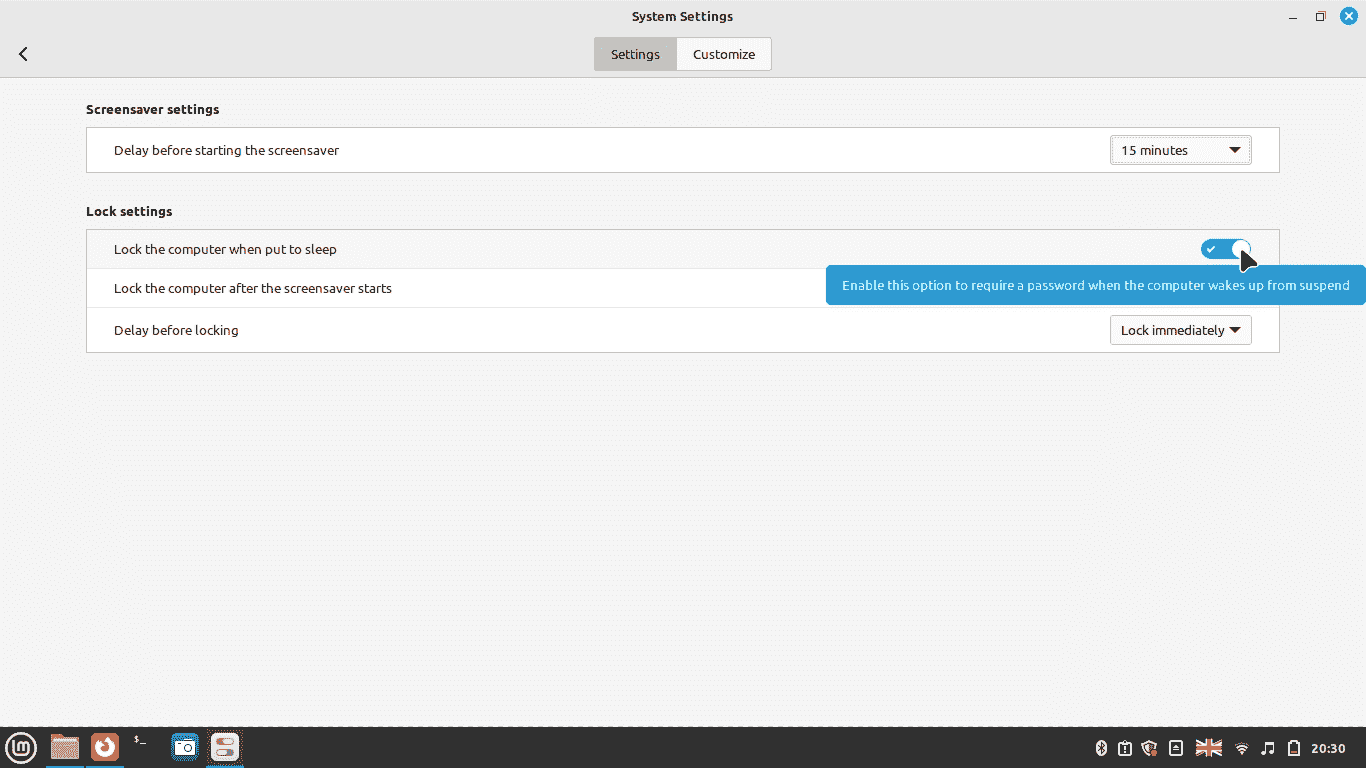 System Settings
Settings
Customize
Screensaver settings
Delay before starting the screensaver
15 minutes
Lock settings
Lock the computer when put to sleep
Lock the computer after the screensaver starts
Enable this option to require a password when the computer wakes up from suspend
Delay before locking
Lock immediately
$_
20:30